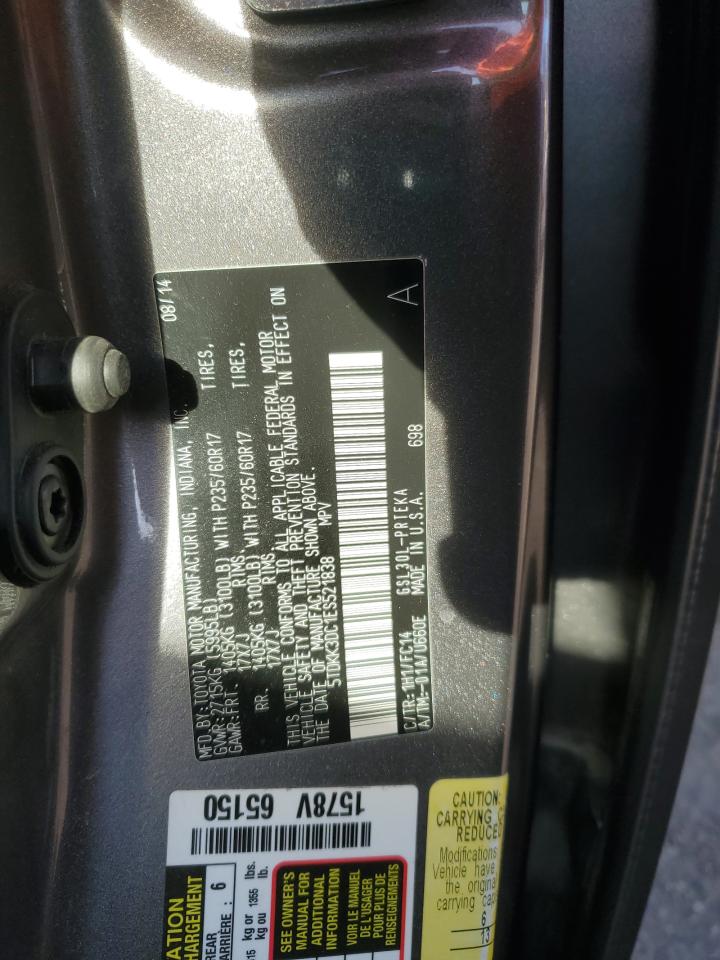 08/14
MFD.BY:TOYOTA MOTOR MANUFACTURING, INDIANA, INC.
GVWR:2715KG (5995LB)
GAWR:FRT. 1405KG (3100LB) WITH P235/60R17 TIRES,
17X7J RIMS,
RR. 1405KG (3100LB) WITH P235/60R17 TIRES,
17X7J RIMS.
THIS VEHICLE CONFORMS TO ALL APPLICABLE FEDERAL MOTOR
VEHICLE SAFETY AND THEFT PREVENTION STANDARDS IN EFFECT ON
THE DATE OF MANUFACTURE SHOWN ABOVE.
5TDKK3DC1ES521838 MPV
C/TR:1H1/FC14 GSL30L-PRTEKA
A/TM:-01A/U660E MADE IN U.S.A. 698
A
1578V 65150
ATION
CHARGEMENT
REAR
ARRIÈRE : 6
kg or 1355 lbs.
kg ou lb.
SEE OWNER'S
MANUAL FOR
ADDITIONAL
INFORMATION
VOIR LE MANUEL
DE L'USAGER
POUR PLUS DE
RENSEIGNEMENTS
CAUTION
CARRYING
REDUCED
Modifications
Vehicle have
the original
carrying cap
6
13